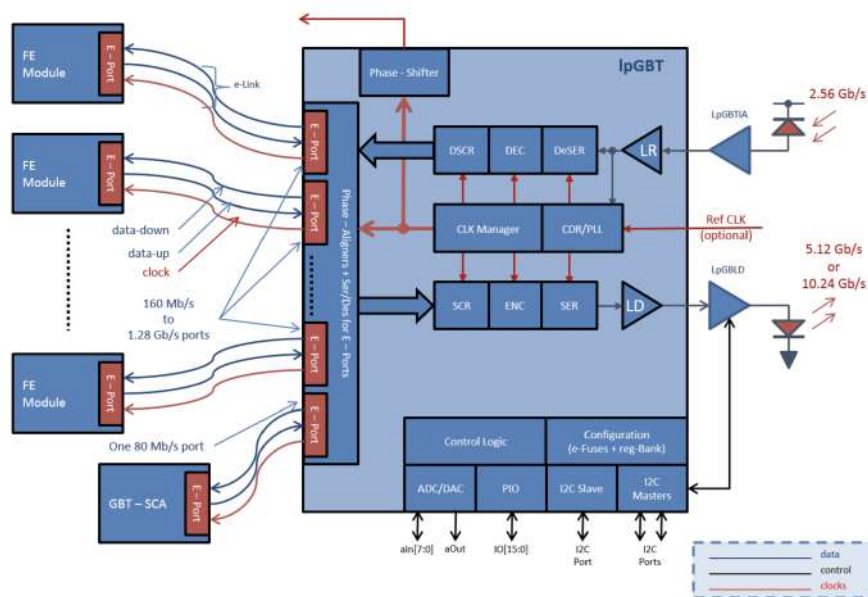 lpGBT
FE
Module
E – Port
e-Link
E – Port
Phase - Shifter
2.56 Gb/s
LpGBTIA
FE
Module
E – Port
E – Port
DSCR
DEC
DeSER
LR
data-down
data-up
clock
CLK Manager
CDR/PLL
Ref CLK
(optional)
Phase – Aligners + Ser/Des for E – Ports
160 Mb/s
to
1.28 Gb/s ports
SCR
ENC
SER
LD
LpGBLD
5.12 Gb/s
or
10.24 Gb/s
FE
Module
E – Port
E – Port
One 80 Mb/s port
E – Port
GBT – SCA
E – Port
Control Logic
Configuration
(e-Fuses + reg-Bank)
ADC/DAC
PIO
I2C Slave
I2C
Masters
aIn[7:0]
aOut
IO[15:0]
I2C
Port
I2C
Ports
data
control
clocks